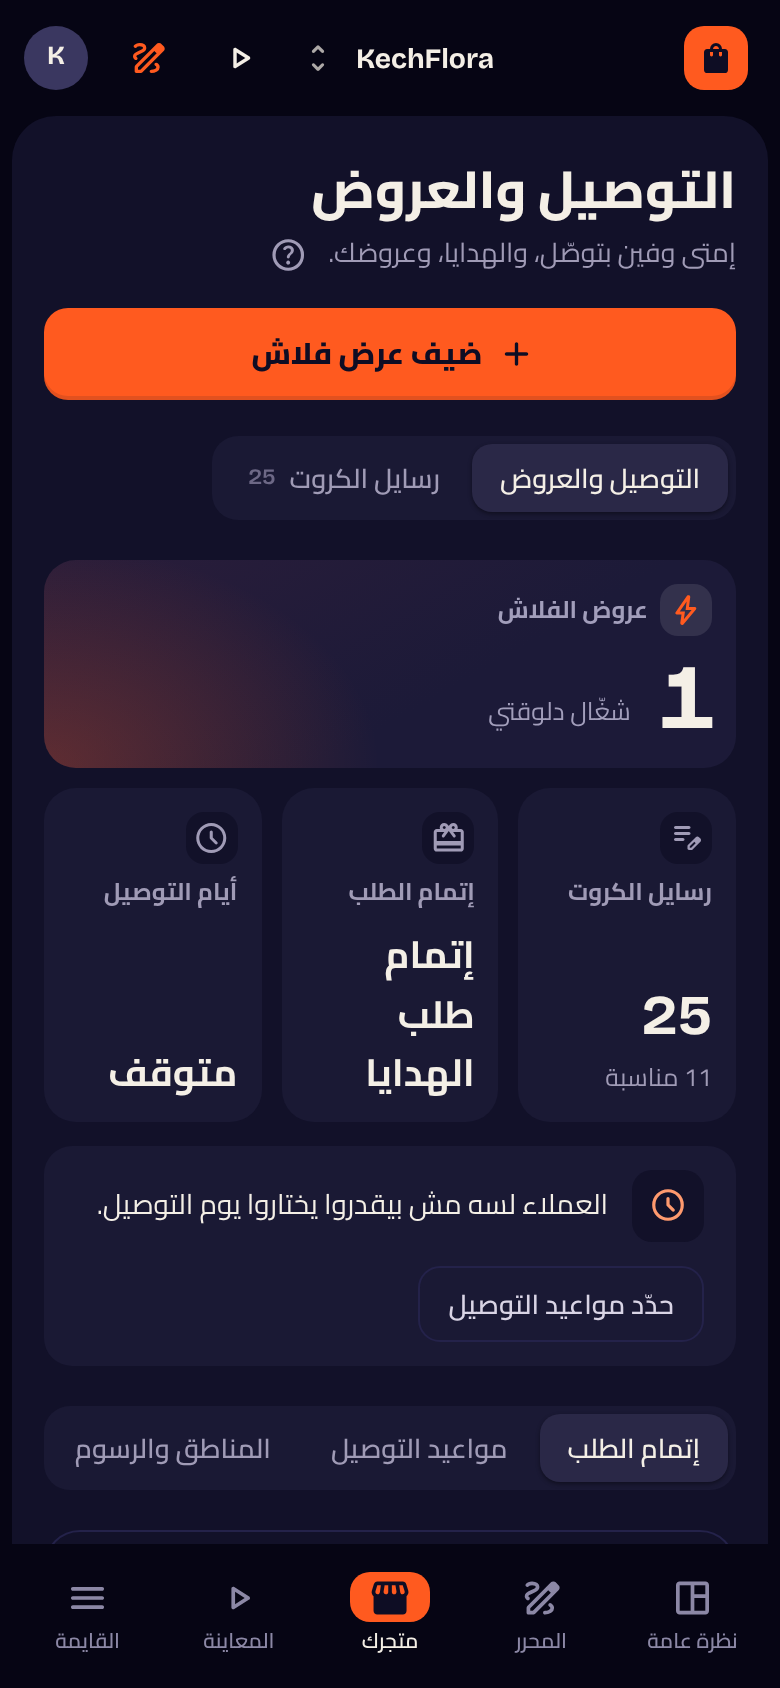 KechFlora
K
التوصيل والعروض
إمتى وفين بتوصّل، والهدايا، وعروضك.
ضيف عرض فلاش
التوصيل والعروض
رسايل الكروت 25
عروض الفلاش
1 شغّال دلوقتي
رسايل الكروت
25
11 مناسبة
إتمام الطلب
إتمام
طلب
الهدايا
أيام التوصيل
متوقف
العملاء لسه مش بيقدروا يختاروا يوم التوصيل.
حدّد مواعيد التوصيل
إتمام الطلب
مواعيد التوصيل
المناطق والرسوم
نظرة عامة
المحرر
متجرك
المعاينة
القايمة